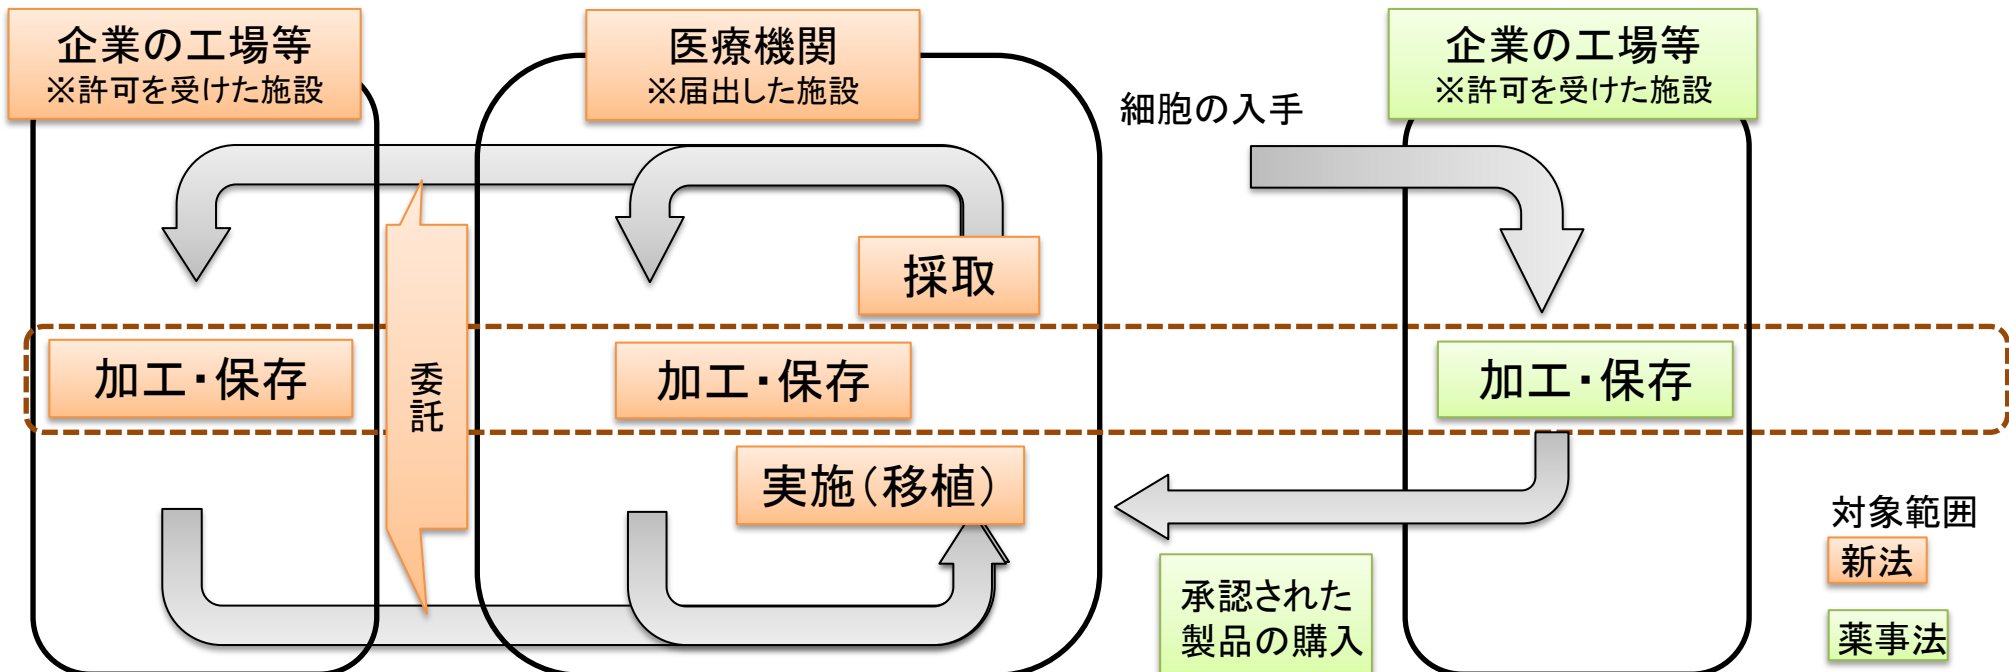 企業の工場等
※許可を受けた施設
医療機関
※届出した施設
細胞の入手
企業の工場等
※許可を受けた施設
採取
加工・保存
委託
加工・保存
加工・保存
実施(移植)
承認された
製品の購入
対象範囲
新法
薬事法